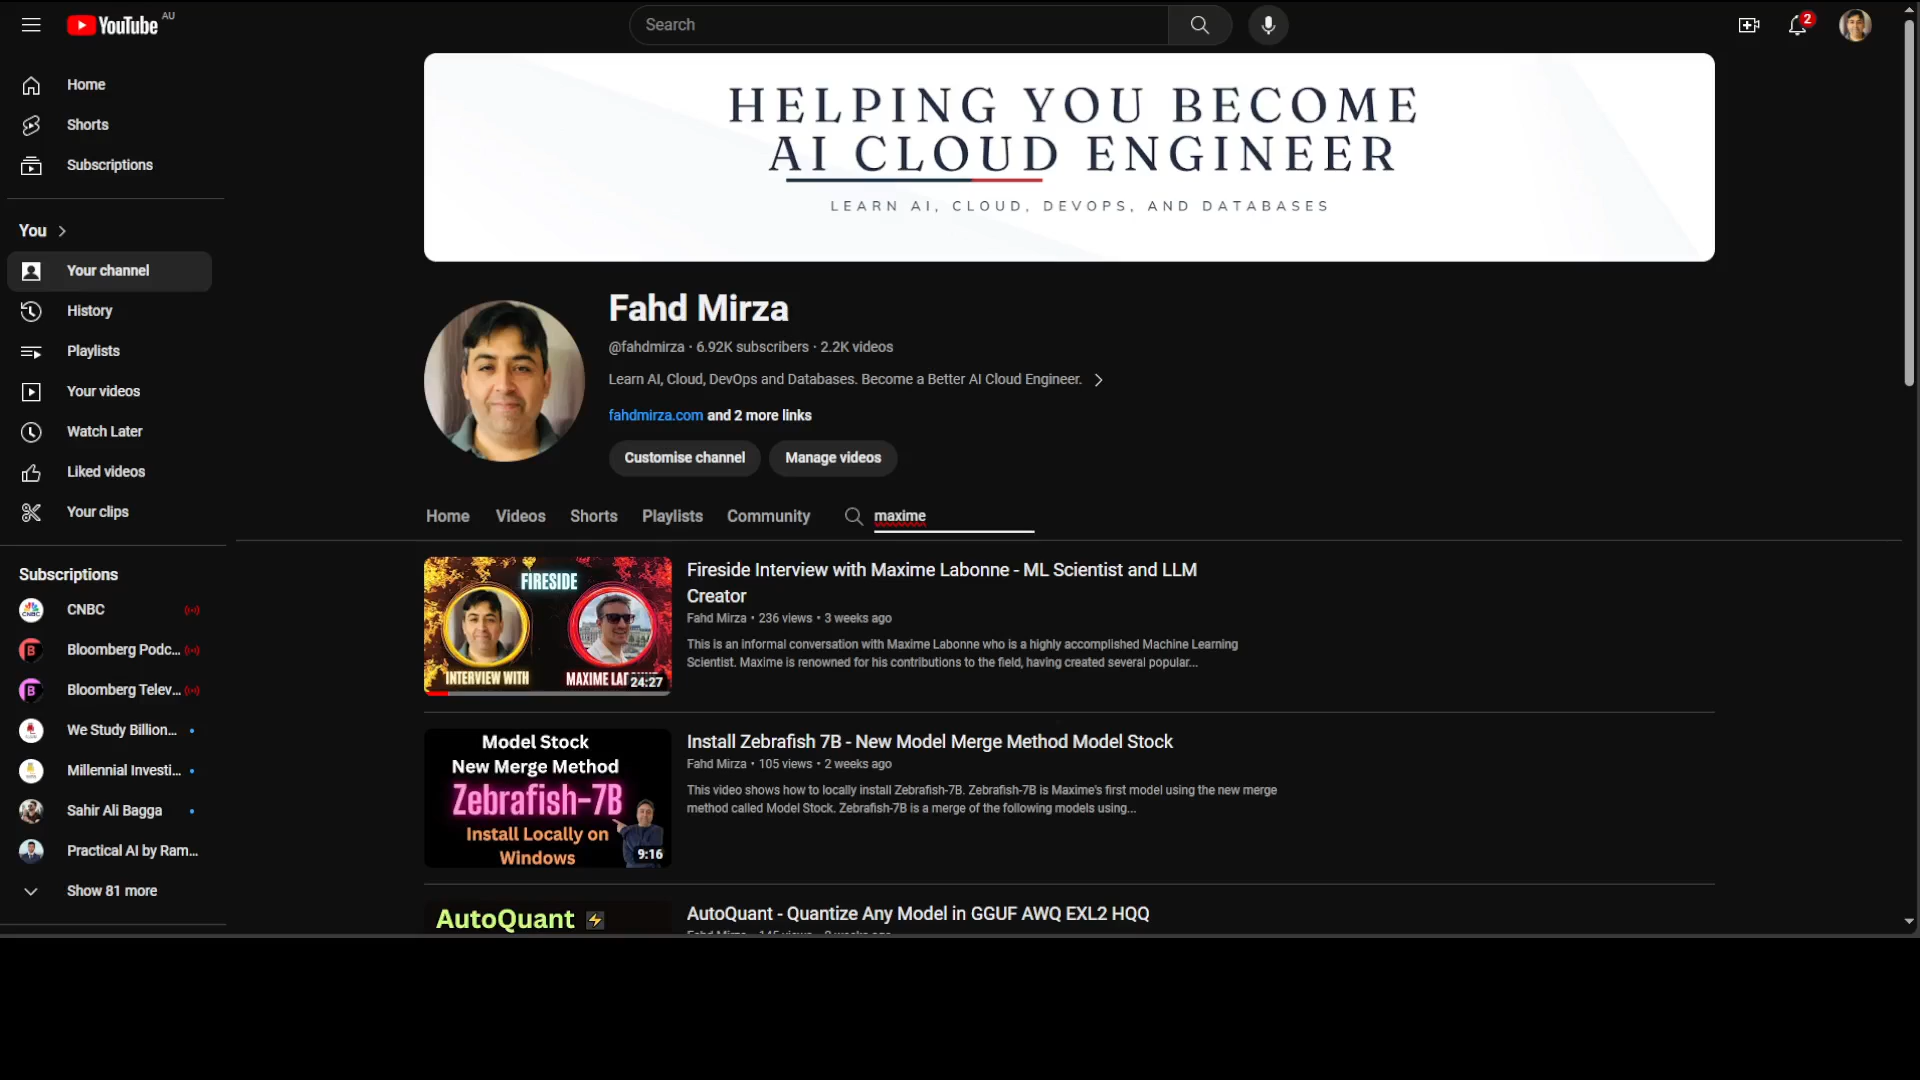 YouTube AU
Search
2
Home
Shorts
Subscriptions
You
Your channel
History
Playlists
Your videos
Watch Later
Liked videos
Your clips
Subscriptions
CNBC
Bloomberg Podc...
Bloomberg Telev...
We Study Billion...
Millennial Investi...
Sahir Ali Bagga
Practical AI by Ram...
Show 81 more
HELPING YOU BECOME
AI CLOUD ENGINEER
LEARN AI, CLOUD, DEVOPS, AND DATABASES
Fahd Mirza
@fahdmirza · 6.92K subscribers · 2.2K videos
Learn AI, Cloud, DevOps and Databases. Become a Better AI Cloud Engineer.
fahdmirza.com and 2 more links
Customise channel Manage videos
Home Videos Shorts Playlists Community maxime
FIRESIDE
INTERVIEW WITH MAXIME
24:27
Fireside Interview with Maxime Labonne - ML Scientist and LLM
Creator
Fahd Mirza • 236 views • 3 weeks ago
This is an informal conversation with Maxime Labonne who is a highly accomplished Machine Learning
Scientist. Maxime is renowned for his contributions to the field, having created several popular...
Model Stock
New Merge Method
Zebrafish-7B
Install Locally on
Windows
9:16
Install Zebrafish 7B - New Model Merge Method Model Stock
Fahd Mirza • 105 views • 2 weeks ago
This video shows how to locally install Zebrafish-7B. Zebrafish-7B is Maxime's first model using the new merge
method called Model Stock. Zebrafish-7B is a merge of the following models using...
AutoQuant
AutoQuant - Quantize Any Model in GGUF AWQ EXL2 HQQ